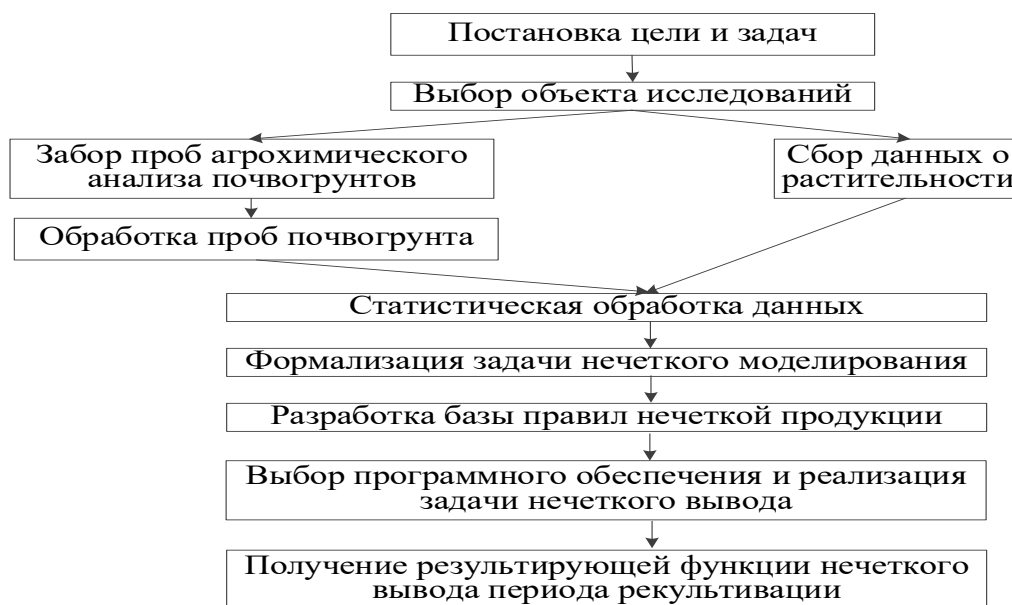 Постановка цели и задач
Выбор объекта исследований
Забор проб агрохимического
анализа почвогрунтов
Сбор данных о
растительности
Обработка проб почвогрунта
Статистическая обработка данных
Формализация задачи нечеткого моделирования
Разработка базы правил нечеткой продукции
Выбор программного обеспечения и реализация
задачи нечеткого вывода
Получение результирующей функции нечеткого
вывода периода рекультивации